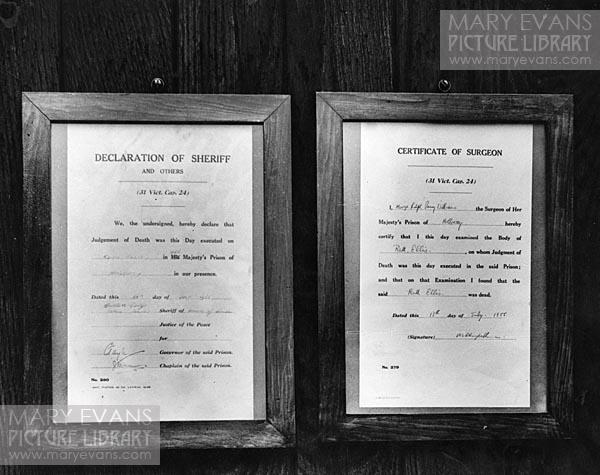 MARY EVANS
PICTURE LIBRARY
www.maryevans.com
DECLARATION OF SHERIFF
AND OTHERS
(31 Vict. Cap. 24)
We, the undersigned, hereby declare that
Judgement of Death was this Day executed on
in Majesty's Prison of
in our presence.
Dated this day of
Sheriff of
Justice of the Peace
for
Governor of the said Prison.
Chaplain of the said Prison.
No. 280
CERTIFICATE OF SURGEON
(31 Vict. Cap. 24)
I, Williams the Surgeon of Her
Majesty's Prison of Holloway hereby
certify that I this day examined the Body of
Ruth Ellis, on whom Judgment of
Death was this day executed in the said Prison;
and that on that Examination I found that the
said Ruth Ellis was dead.
Dated this 13th day of July 1955
(Signature)
No. 279
MARY EVANS
PICTURE LIBRARY
www.maryevans.com